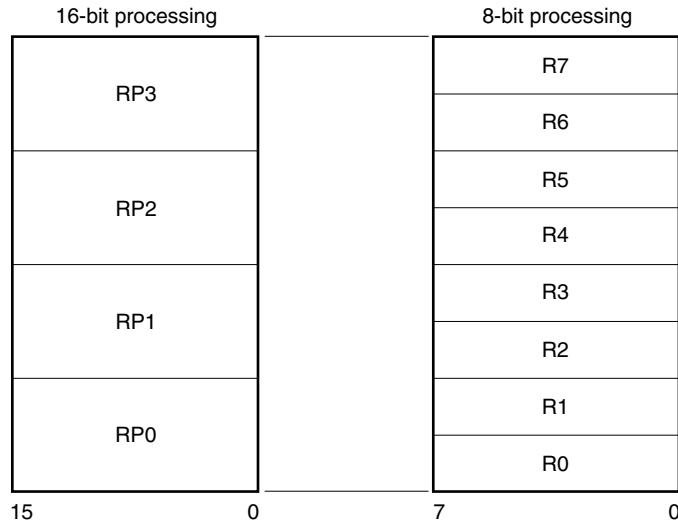 16-bit processing
8-bit processing
RP3
RP2
RP1
RP0
R7
R6
R5
R4
R3
R2
R1
R0
15 0
7 0